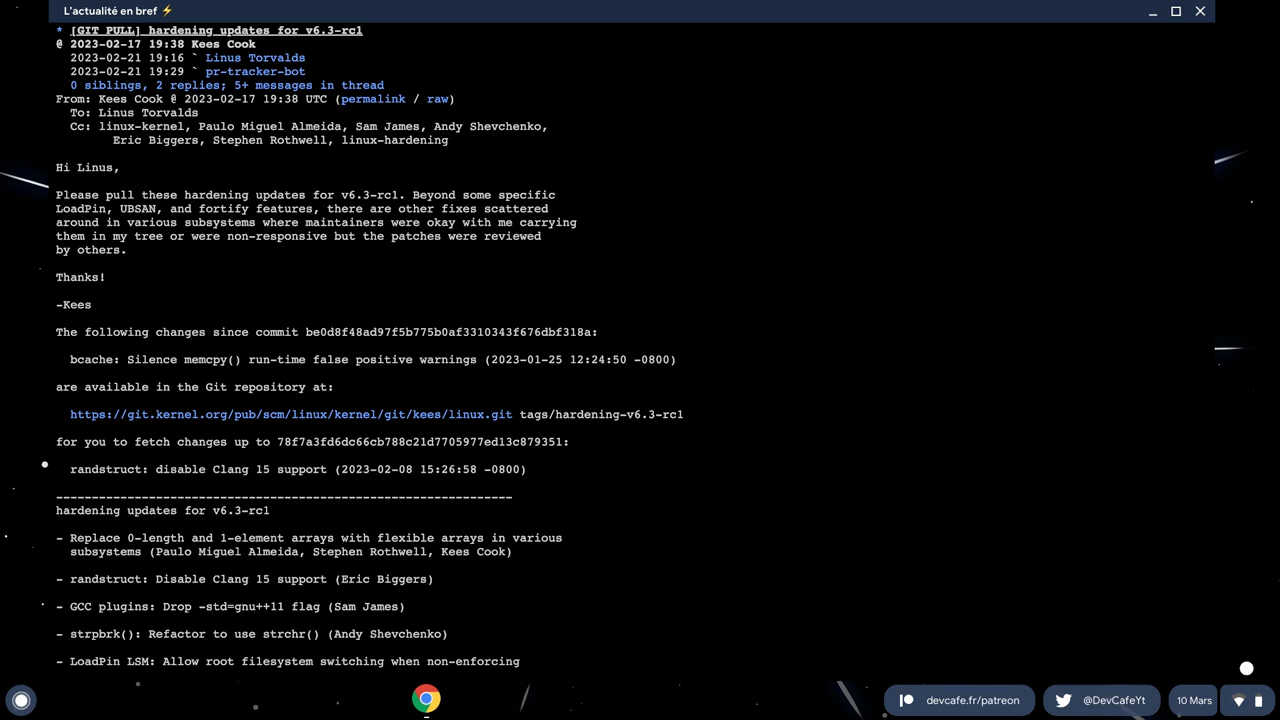 L'actualité en bref ⚡
* [GIT PULL] hardening updates for v6.3-rc1
@ 2023-02-17 19:38 Kees Cook
2023-02-21 19:16 ` Linus Torvalds
2023-02-21 19:29 ` pr-tracker-bot
0 siblings, 2 replies; 5+ messages in thread
From: Kees Cook @ 2023-02-17 19:38 UTC (permalink / raw)
To: Linus Torvalds
Cc: linux-kernel, Paulo Miguel Almeida, Sam James, Andy Shevchenko,
Eric Biggers, Stephen Rothwell, linux-hardening
Hi Linus,
Please pull these hardening updates for v6.3-rc1. Beyond some specific
LoadPin, UBSAN, and fortify features, there are other fixes scattered
around in various subsystems where maintainers were okay with me carrying
them in my tree or were non-responsive but the patches were reviewed
by others.
Thanks!
-Kees
The following changes since commit be0d8f48ad97f5b775b0af3310343f676dbf318a:
bcache: Silence memcpy() run-time false positive warnings (2023-01-25 12:24:50 -0800)
are available in the Git repository at:
https://git.kernel.org/pub/scm/linux/kernel/git/kees/linux.git tags/hardening-v6.3-rc1
for you to fetch changes up to 78f7a3fd6dc66cb788c21d7705977ed13c879351:
randstruct: disable Clang 15 support (2023-02-08 15:26:58 -0800)
----------------------------------------------------------------
hardening updates for v6.3-rc1
- Replace 0-length and 1-element arrays with flexible arrays in various
subsystems (Paulo Miguel Almeida, Stephen Rothwell, Kees Cook)
- randstruct: Disable Clang 15 support (Eric Biggers)
- GCC plugins: Drop -std=gnu++11 flag (Sam James)
- strpbrk(): Refactor to use strchr() (Andy Shevchenko)
- LoadPin LSM: Allow root filesystem switching when non-enforcing
devcafe.fr/patreon
@DevCafeYt
10 Mars